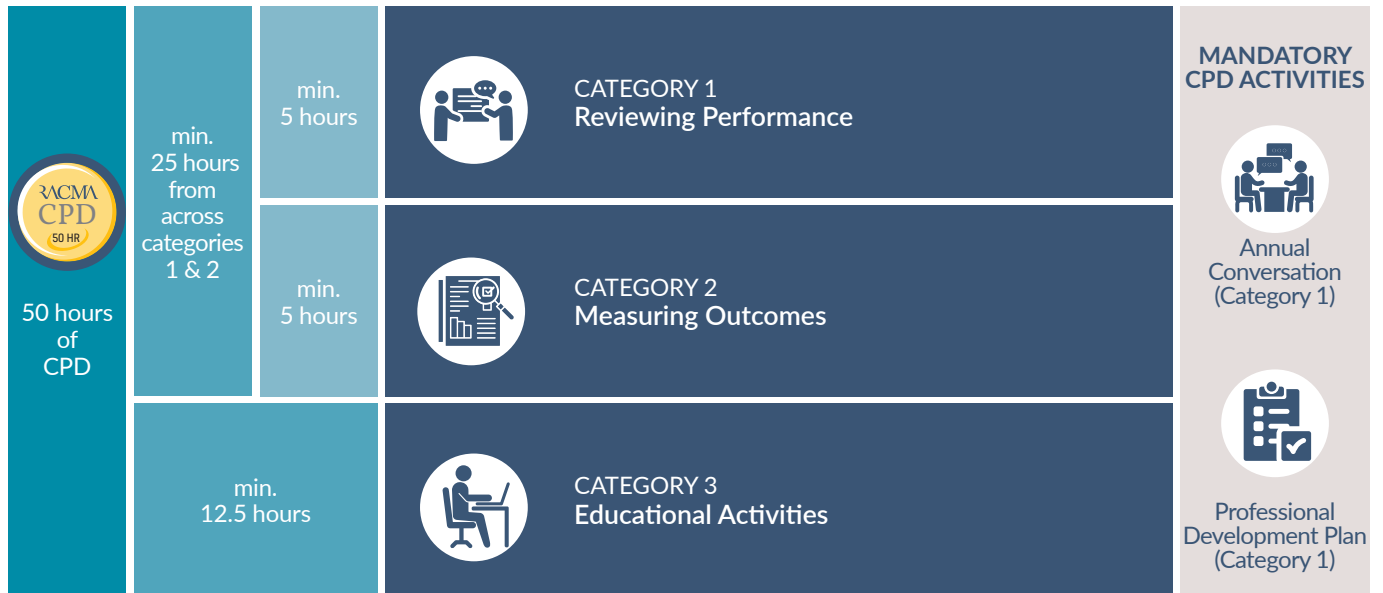 RACMA
CPD
50 HR
50 hours
of
CPD
min.
25 hours
from
across
categories
1 & 2
min.
5 hours
CATEGORY 1
Reviewing Performance
min.
5 hours
CATEGORY 2
Measuring Outcomes
min.
12.5 hours
CATEGORY 3
Educational Activities
MANDATORY
CPD ACTIVITIES
Annual
Conversation
(Category 1)
Professional
Development Plan
(Category 1)